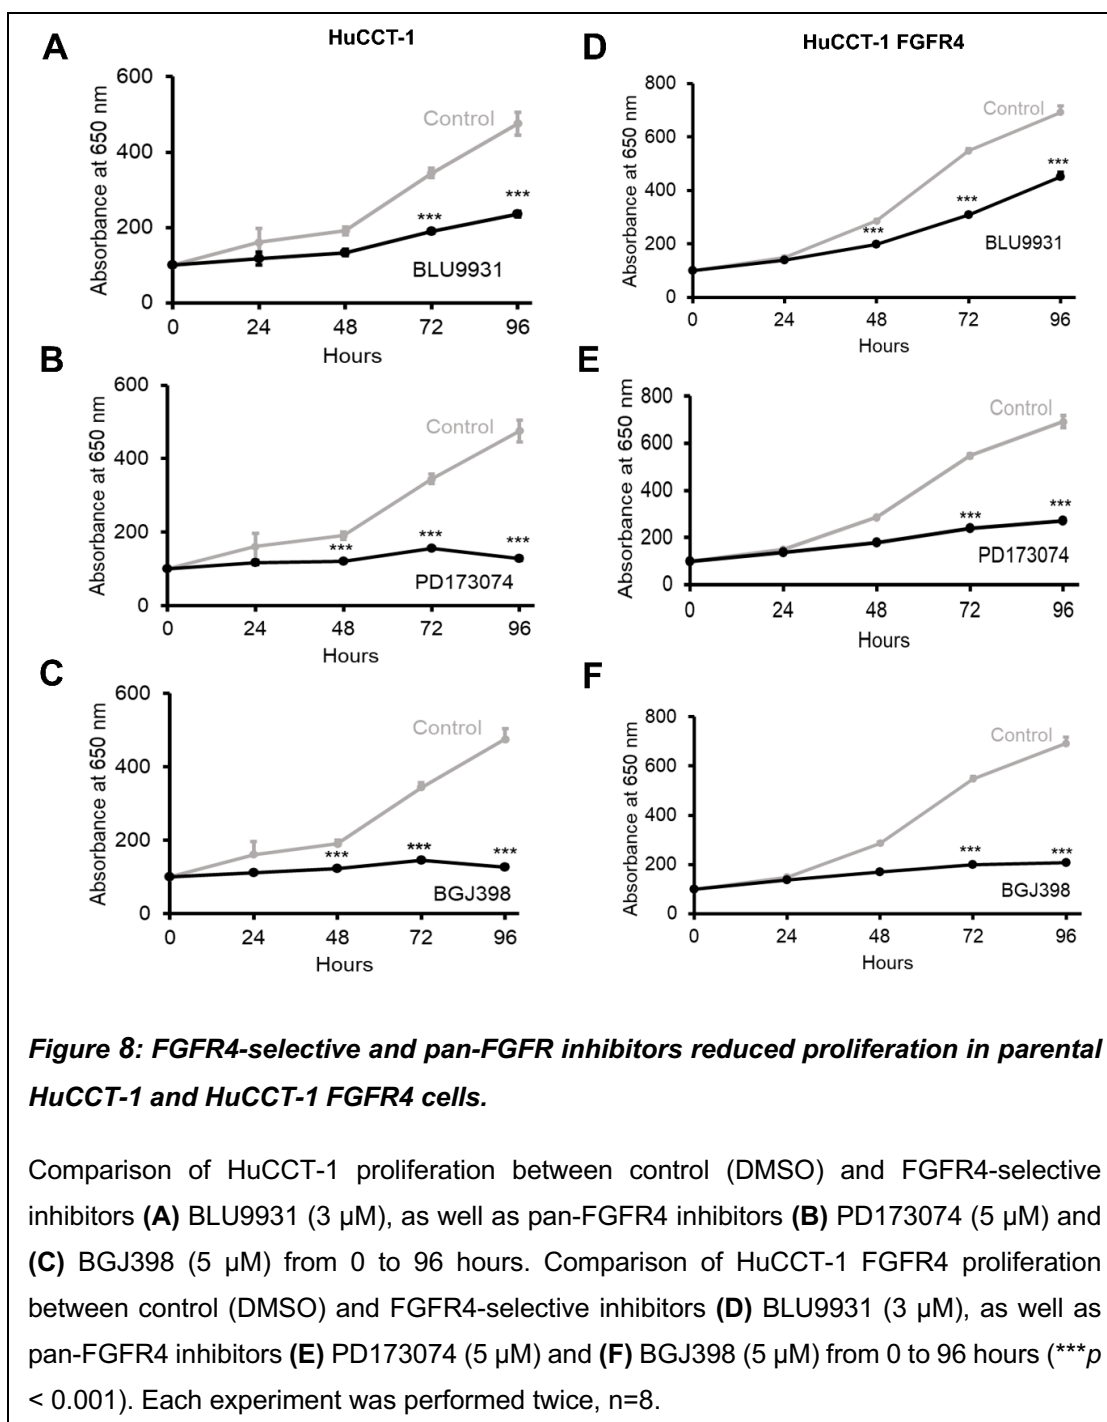 A
HuCCT-1
Absorbance at 650 nm
600
400
200
0
Control
***
***
BLU9931
0 24 48 72 96
Hours
D
HuCCT-1 FGFR4
Absorbance at 650 nm
800
600
400
200
0
Control
***
***
***
BLU9931
0 24 48 72 96
Hours
B
Absorbance at 650 nm
600
400
200
0
Control
***
***
***
PD173074
0 24 48 72 96
Hours
E
Absorbance at 650 nm
800
600
400
200
0
Control
***
***
PD173074
0 24 48 72 96
Hours
C
Absorbance at 650 nm
600
400
200
0
Control
***
***
***
BGJ398
0 24 48 72 96
Hours
F
Absorbance at 650 nm
800
600
400
200
0
Control
***
***
BGJ398
0 24 48 72 96
Hours
Figure 8: FGFR4-selective and pan-FGFR inhibitors reduced proliferation in parental
HuCCT-1 and HuCCT-1 FGFR4 cells.
Comparison of HuCCT-1 proliferation between control (DMSO) and FGFR4-selective
inhibitors (A) BLU9931 (3 µM), as well as pan-FGFR4 inhibitors (B) PD173074 (5 µM) and
(C) BGJ398 (5 µM) from 0 to 96 hours. Comparison of HuCCT-1 FGFR4 proliferation
between control (DMSO) and FGFR4-selective inhibitors (D) BLU9931 (3 µM), as well as
pan-FGFR4 inhibitors (E) PD173074 (5 µM) and (F) BGJ398 (5 µM) from 0 to 96 hours (***p
< 0.001). Each experiment was performed twice, n=8.